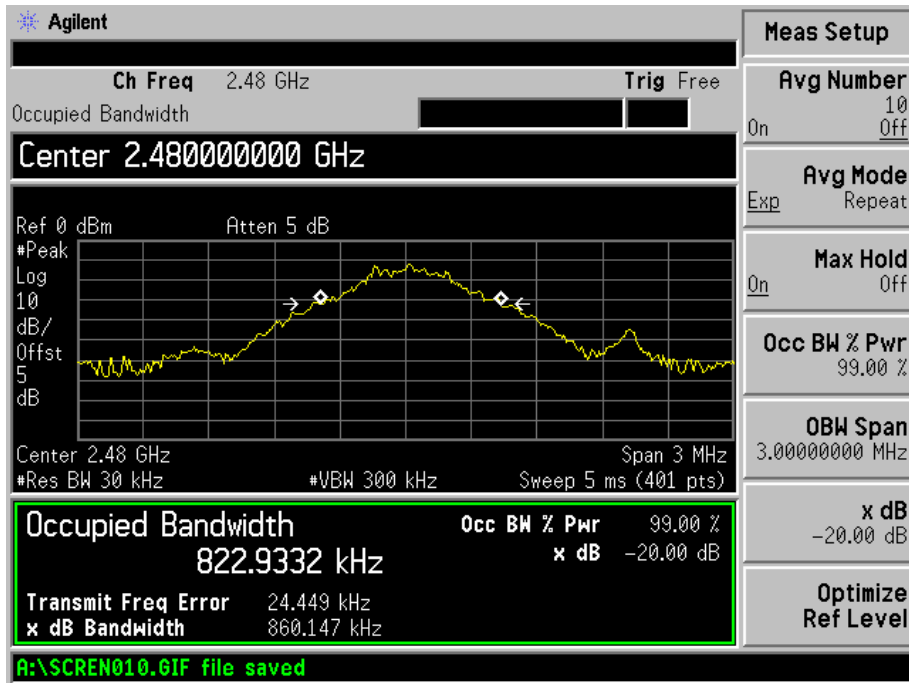 Agilent
Ch Freq 2.48 GHz Trig Free
Occupied Bandwidth
Center 2.480000000 GHz
Ref 0 dBm Atten 5 dB
#Peak
Log
10
dB/
Offst
5
dB
Center 2.48 GHz Span 3 MHz
#Res BW 30 kHz #VBW 300 kHz Sweep 5 ms (401 pts)
Occupied Bandwidth Occ BW % Pwr 99.00 %
822.9332 kHz x dB -20.00 dB
Transmit Freq Error 24.449 kHz
x dB Bandwidth 860.147 kHz
A:\SCREN010.GIF file saved
Meas Setup
Avg Number
10
On Off
Avg Mode
Exp Repeat
Max Hold
On Off
Occ BW % Pwr
99.00 %
OBW Span
3.00000000 MHz
x dB
-20.00 dB
Optimize
Ref Level